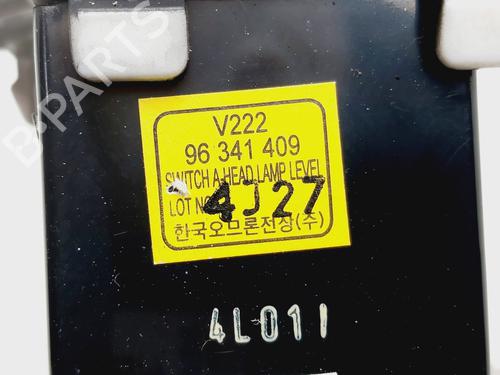 V222
96 341 409
SWITCH A-HEAD LAMP LEVEL
LOT NO
4J27
한국오므론전장(주)
4L01I
B-PARTS